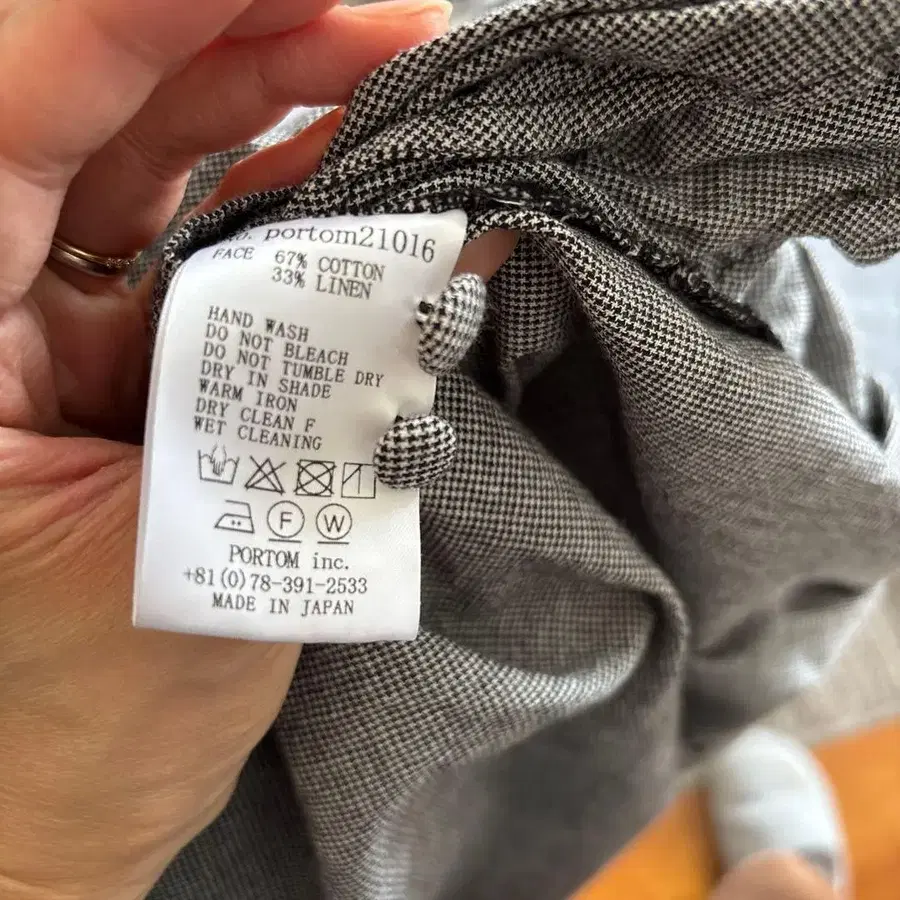 portom21016
FACE 67% COTTON
33% LINEN
HAND WASH
DO NOT BLEACH
DO NOT TUMBLE DRY
DRY IN SHADE
WARM IRON
DRY CLEAN F
WET CLEANING
F W
PORTOM inc.
+81(0)78-391-2533
MADE IN JAPAN